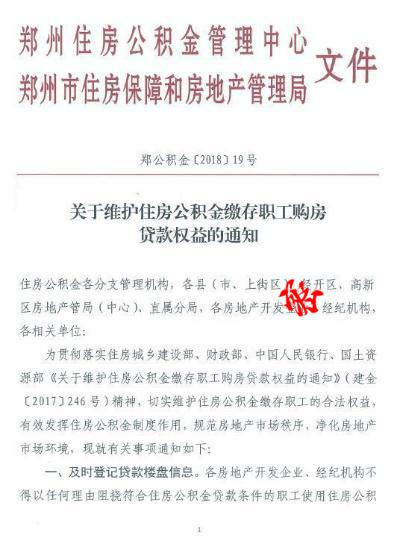 郑州住房公积金管理中心
郑州市住房保障和房地产管理局
文件
郑公积金〔2018〕19号
关于维护住房公积金缴存职工购房
贷款权益的通知
住房公积金各分支管理机构，各县（市、上街区 经开区、高新
区房地产管局（中心）、直属分局，各房地产开发 经纪机构，
各相关单位：
为贯彻落实住房城乡建设部、财政部、中国人民银行、国土资
源部《关于维护住房公积金缴存职工购房贷款权益的通知》（建金
〔2017〕246号）精神，切实维护住房公积金缴存职工的合法权益，
有效发挥住房公积金制度作用，规范房地产市场秩序，净化房地产
市场环境，现就有关事项通知如下：
一、及时登记贷款楼盘信息。各房地产开发企业、经纪机构不
得以任何理由阻挠符合住房公积金贷款条件的职工使用住房公积
1